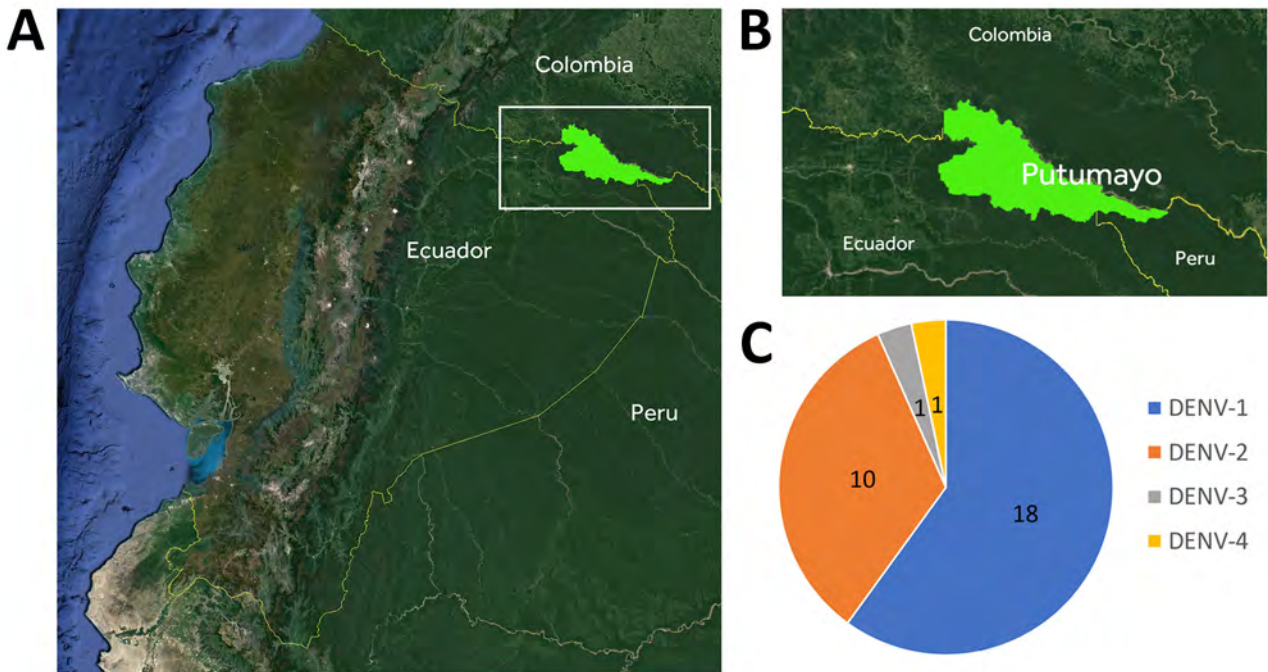 A
Colombia
Ecuador
Peru
B
Colombia
Putumayo
Ecuador
Peru
C
1
1
10
18
DENV-1
DENV-2
DENV-3
DENV-4